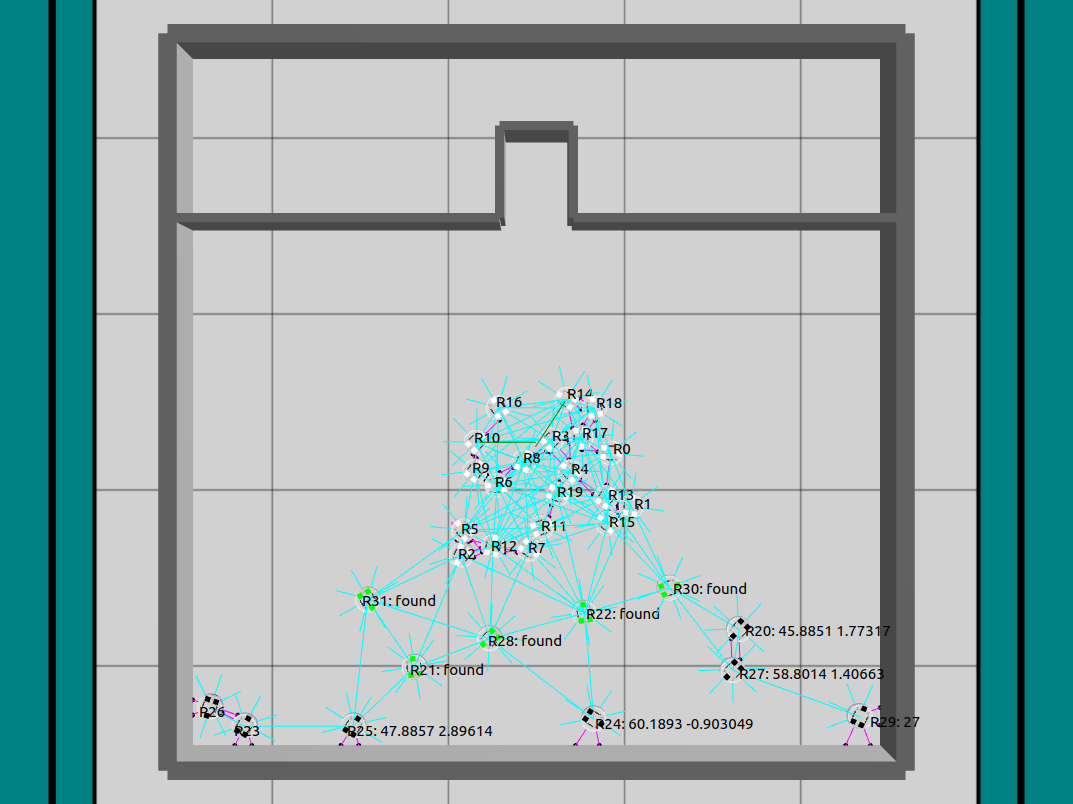 R14
R16
R18
R17
R3
R10
R0
R8
R9
R4
R6
R19
R13
R1
R15
R11
R5
R12
R7
R2
R30: found
R31: found
R22: found
R20: 45.8851 1.77317
R28: found
R21: found
R27: 58.8014 1.40663
R26
R29: 27
R24: 60.1893 -0.903049
R23
R25: 47.8857 2.89614